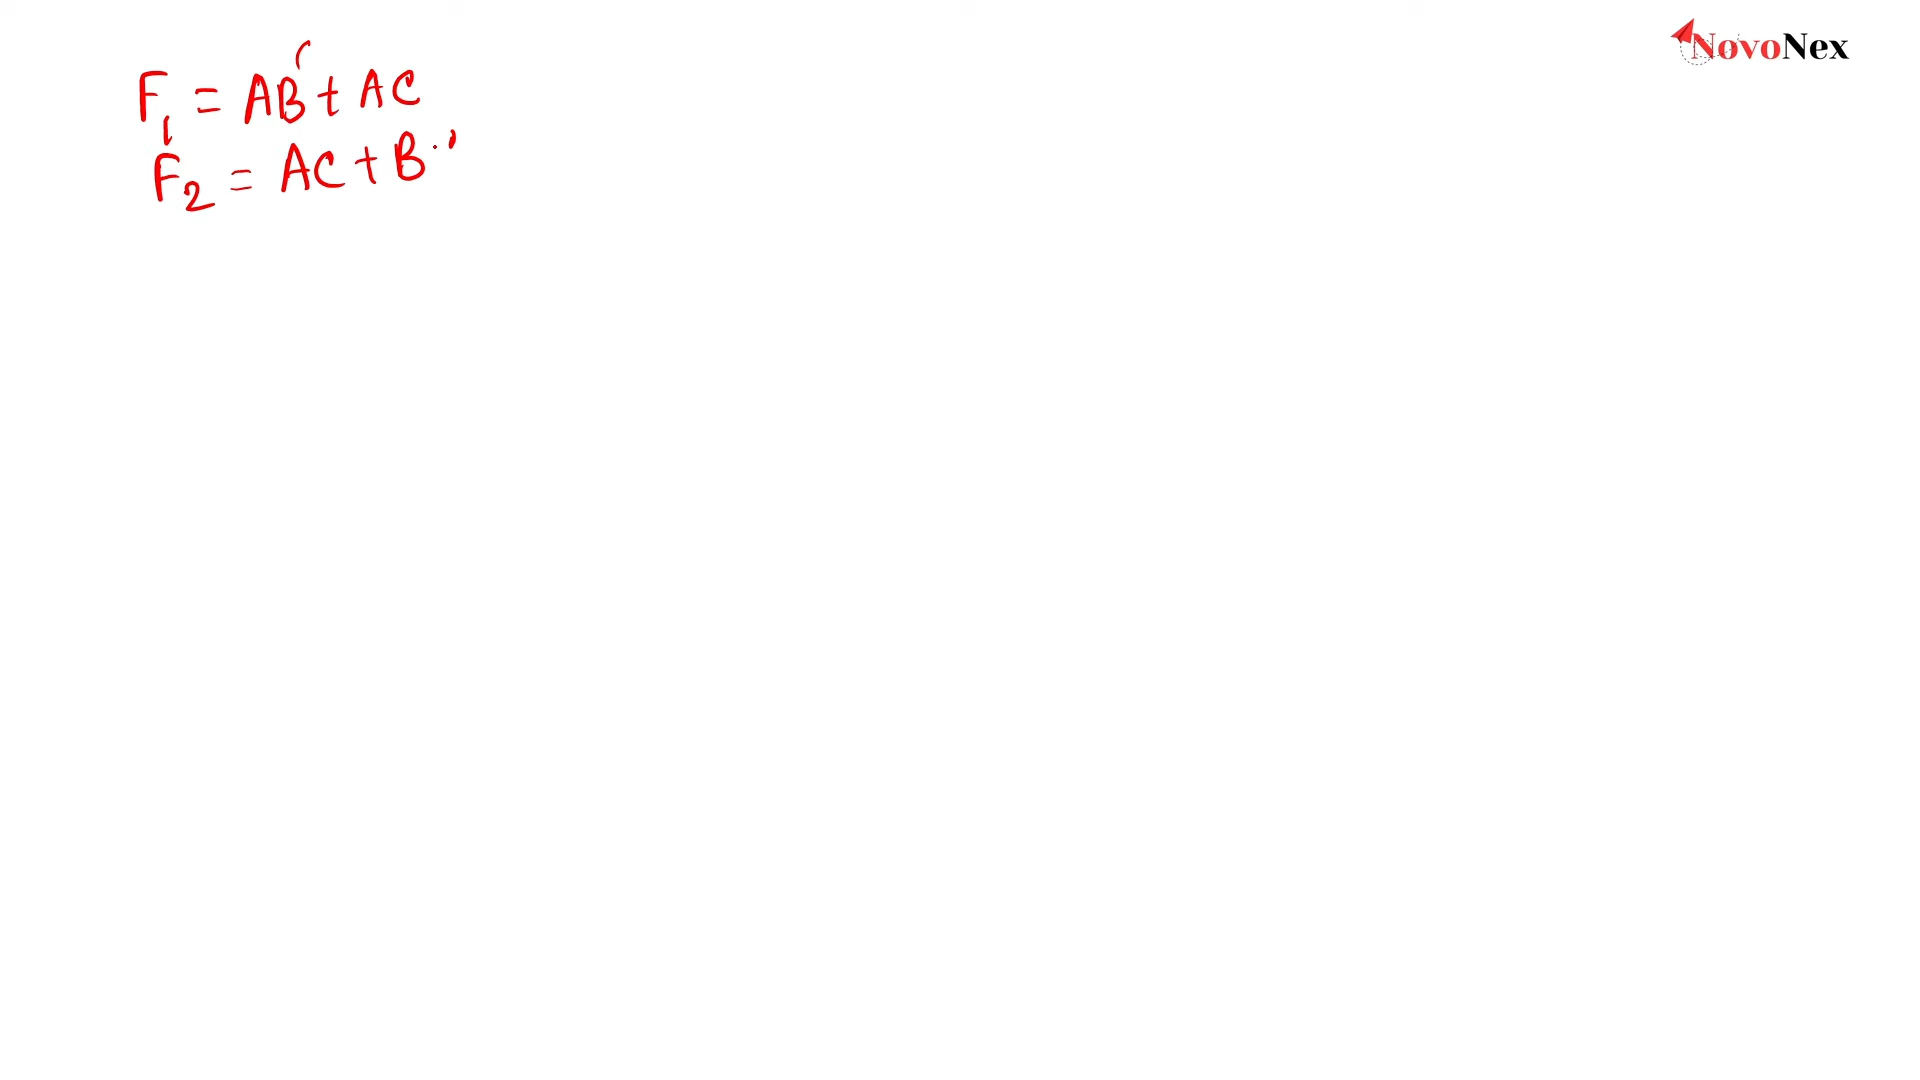 NovoNex
F₁ = AB' + AC
F₂ = AC + B